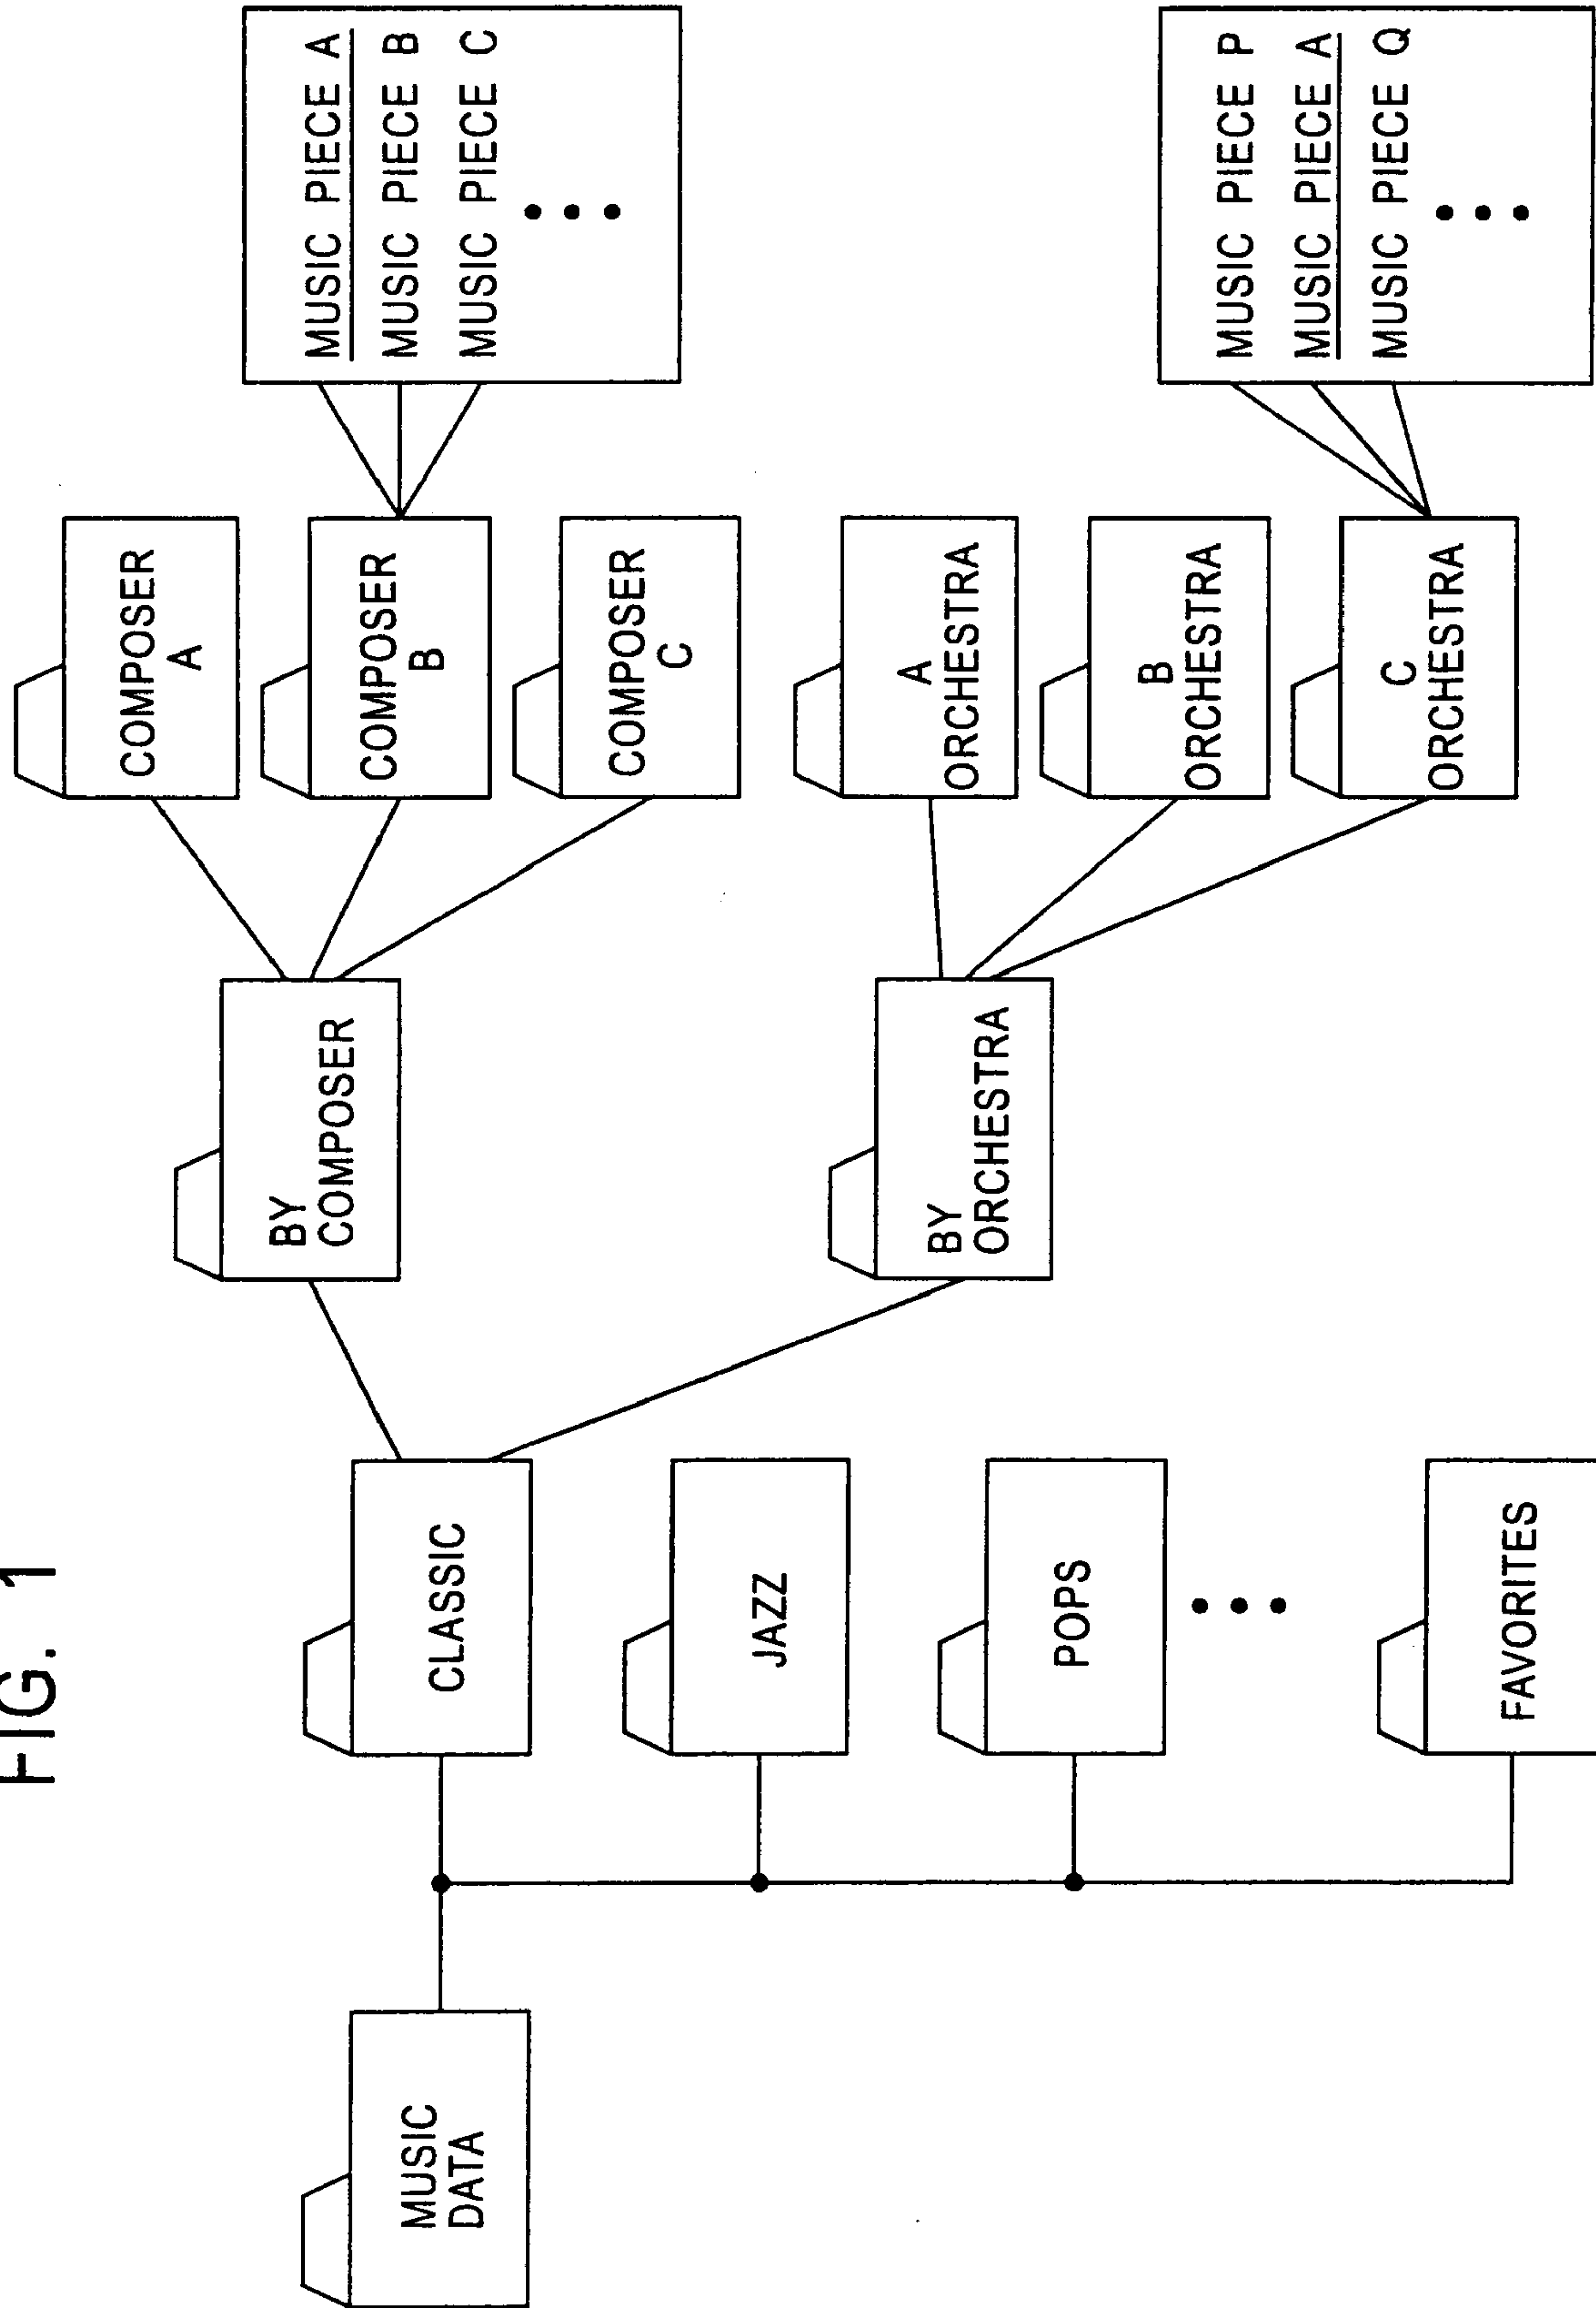 FIG. 1
MUSIC
DATA
CLASSIC
JAZZ
POPS
FAVORITES
BY
COMPOSER
BY
ORCHESTRA
COMPOSER
A
COMPOSER
B
COMPOSER
C
A
ORCHESTRA
B
ORCHESTRA
C
ORCHESTRA
MUSIC PIECE A
MUSIC PIECE B
MUSIC PIECE C
MUSIC PIECE P
MUSIC PIECE A
MUSIC PIECE Q